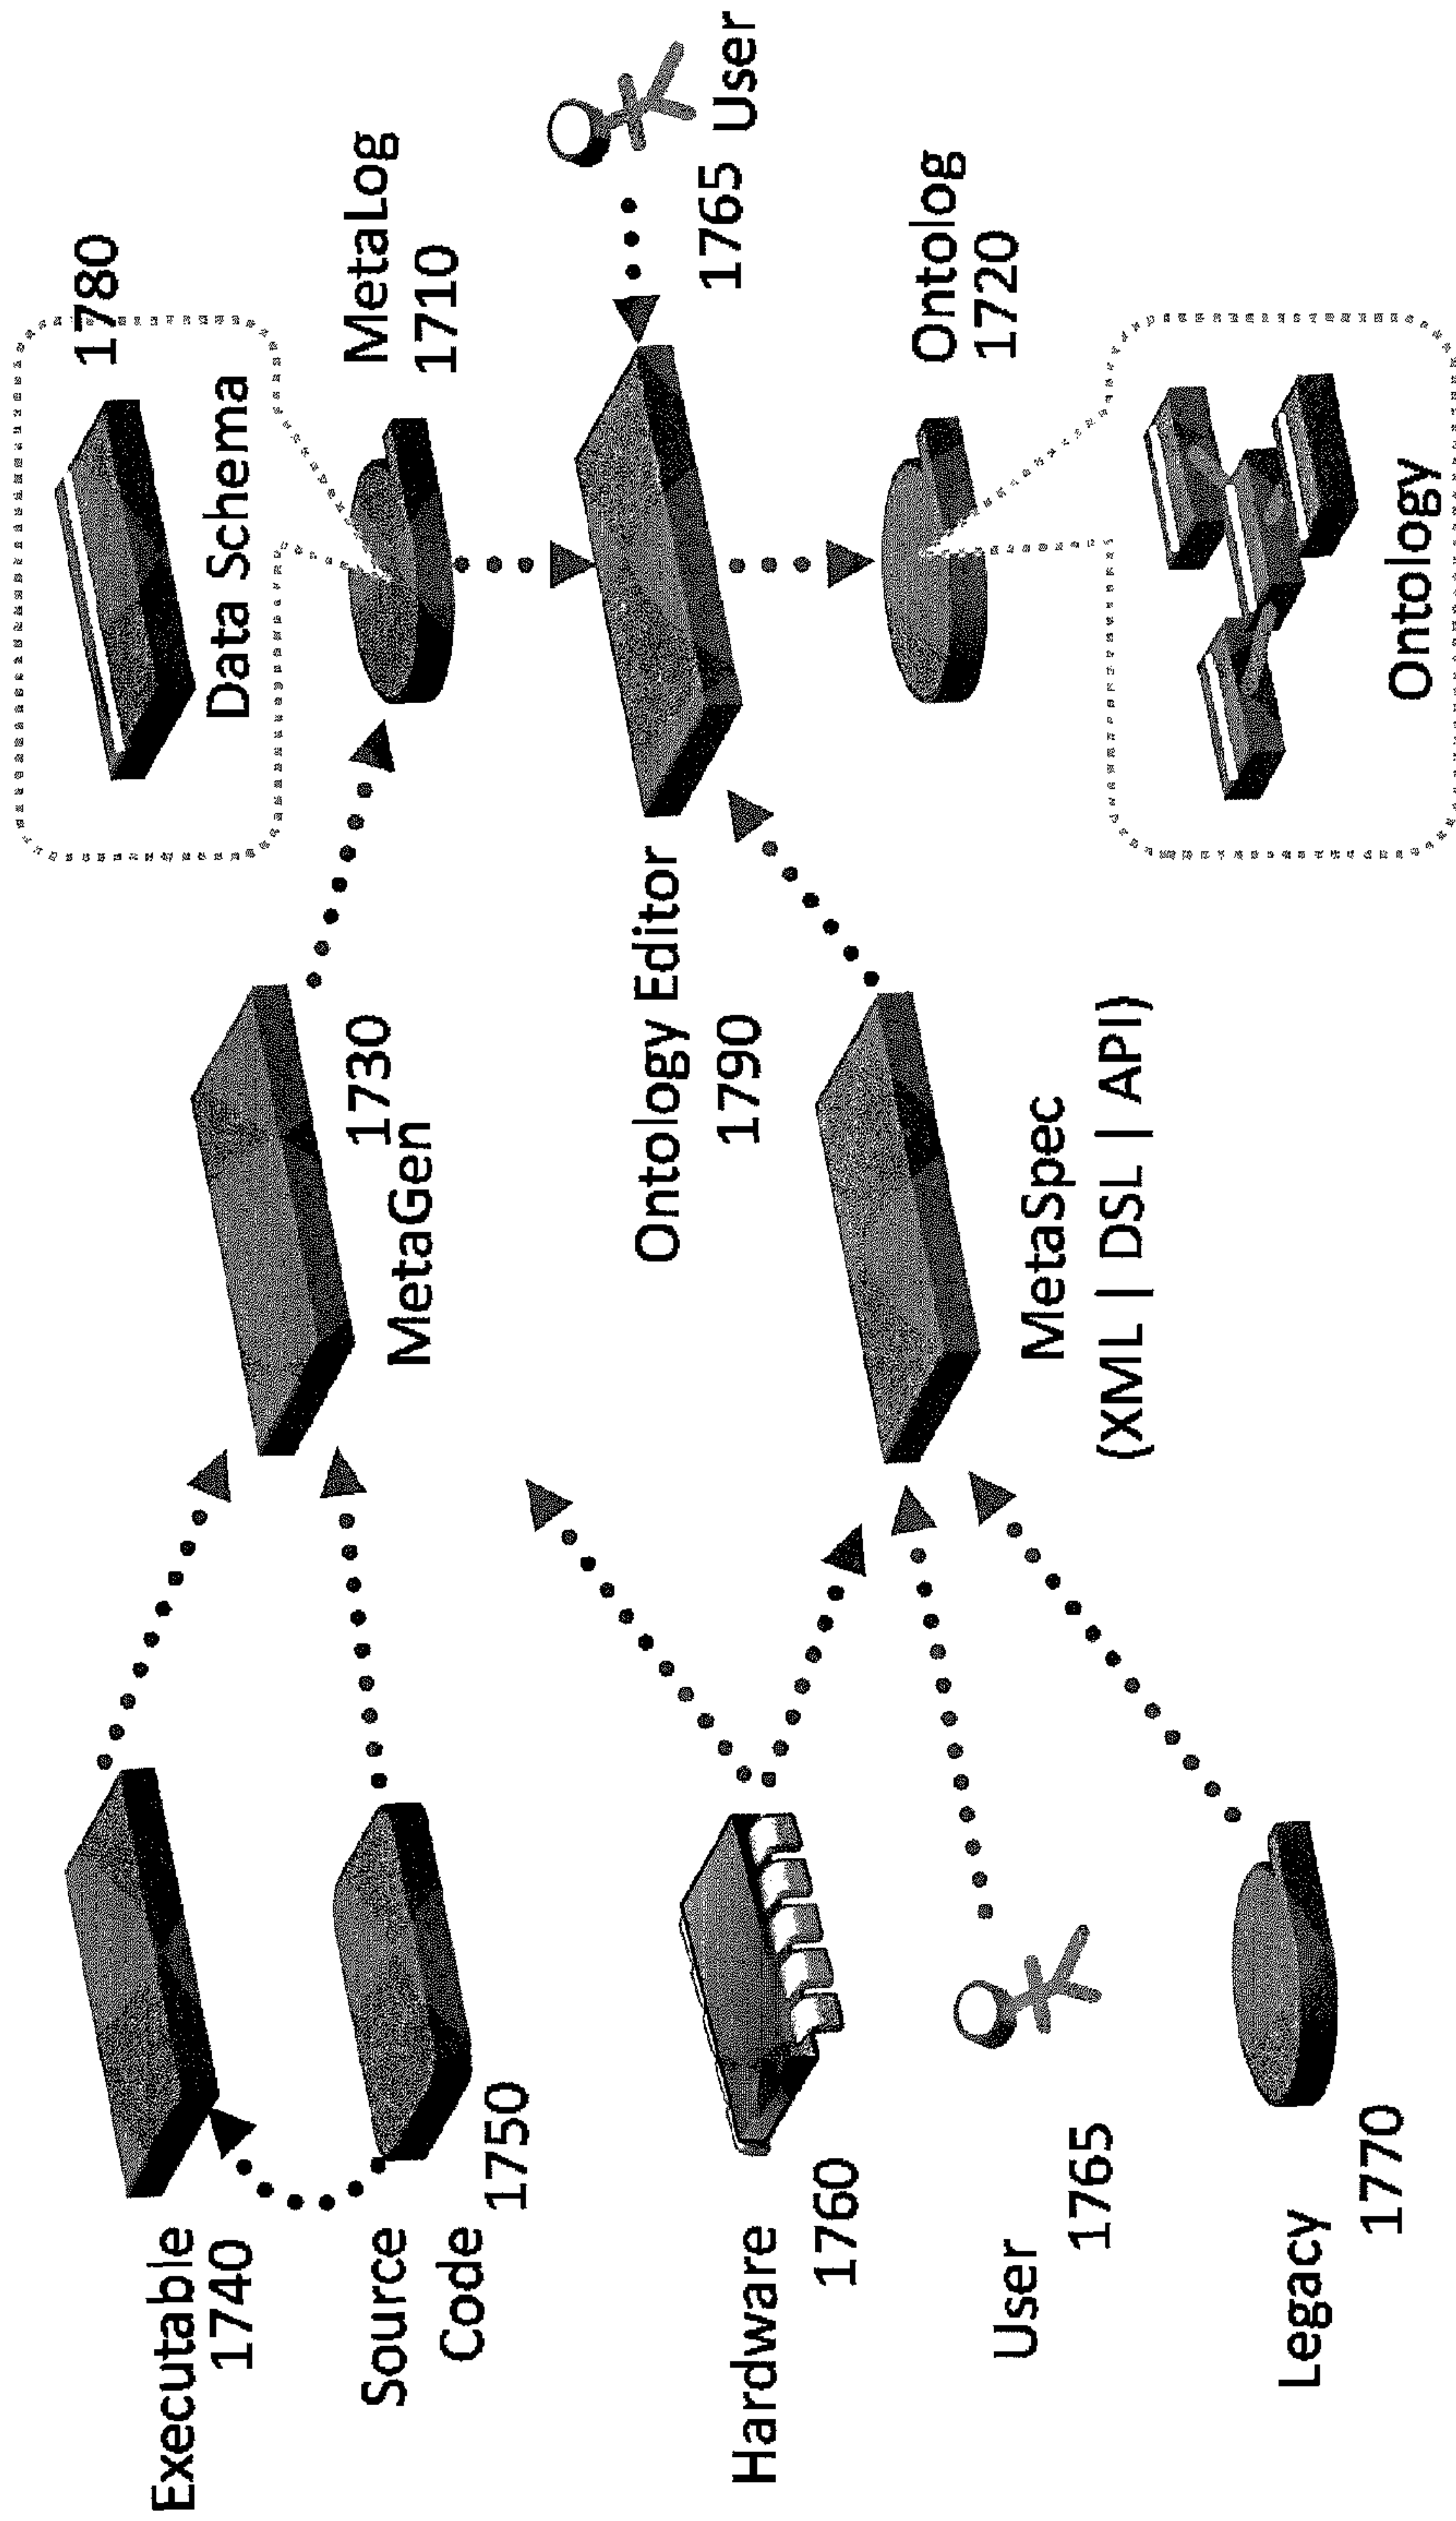 Executable
1740
Source
Code
1750
Hardware
1760
User
1765
Legacy
1770
1730
MetaGen
Ontology Editor
1790
MetaSpec
(XML | DSL | API)
1780
Data Schema
MetaLog
1710
1765 User
Ontolog
1720
Ontology